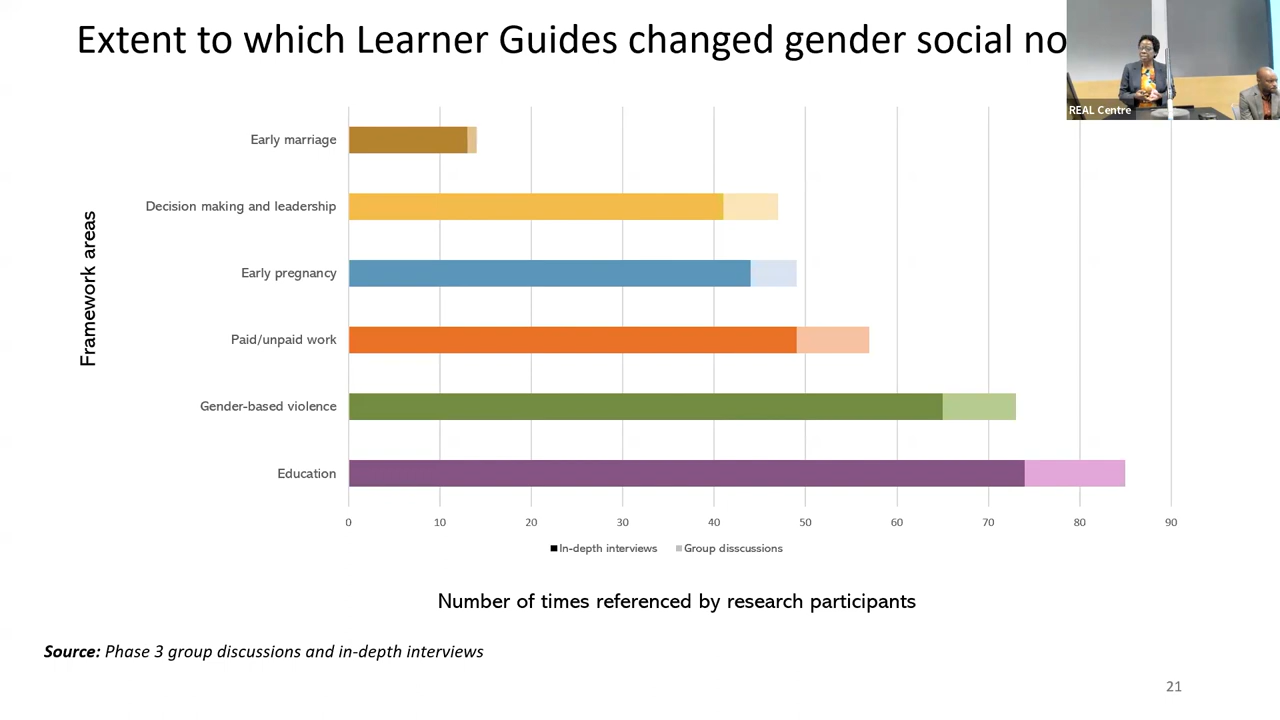 Extent to which Learner Guides changed gender social no
REAL Centre
Framework areas
Early marriage
Decision making and leadership
Early pregnancy
Paid/unpaid work
Gender-based violence
Education
0 10 20 30 40 50 60 70 80 90
In-depth interviews Group disscussions
Number of times referenced by research participants
Source: Phase 3 group discussions and in-depth interviews
21